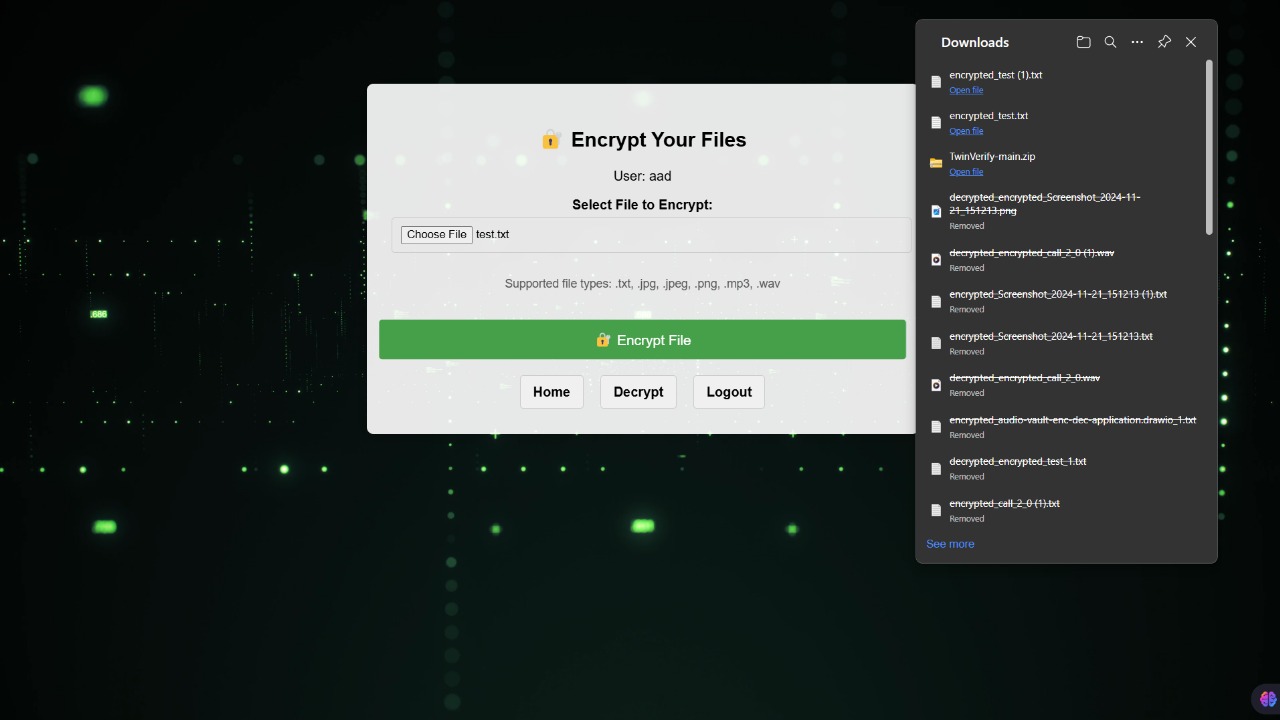 Encrypt Your Files
User: aad
Select File to Encrypt:
Choose File test.txt
Supported file types: .txt, .jpg, .jpeg, .png, .mp3, .wav
Encrypt File
Home Decrypt Logout
.686
Downloads
encrypted_test (1).txt
Open file
encrypted_test.txt
Open file
TwinVerify-main.zip
Open file
decrypted_encrypted_Screenshot_2024-11-
21_151213.png
Removed
decrypted_encrypted_call_2_0 (1).wav
Removed
encrypted_Screenshot_2024-11-21_151213 (1).txt
Removed
encrypted_Screenshot_2024-11-21_151213.txt
Removed
decrypted_encrypted_call_2_0.wav
Removed
encrypted_audio-vault-enc-dec-application.drawio_1.txt
Removed
decrypted_encrypted_test_1.txt
Removed
encrypted_call_2_0 (1).txt
Removed
See more